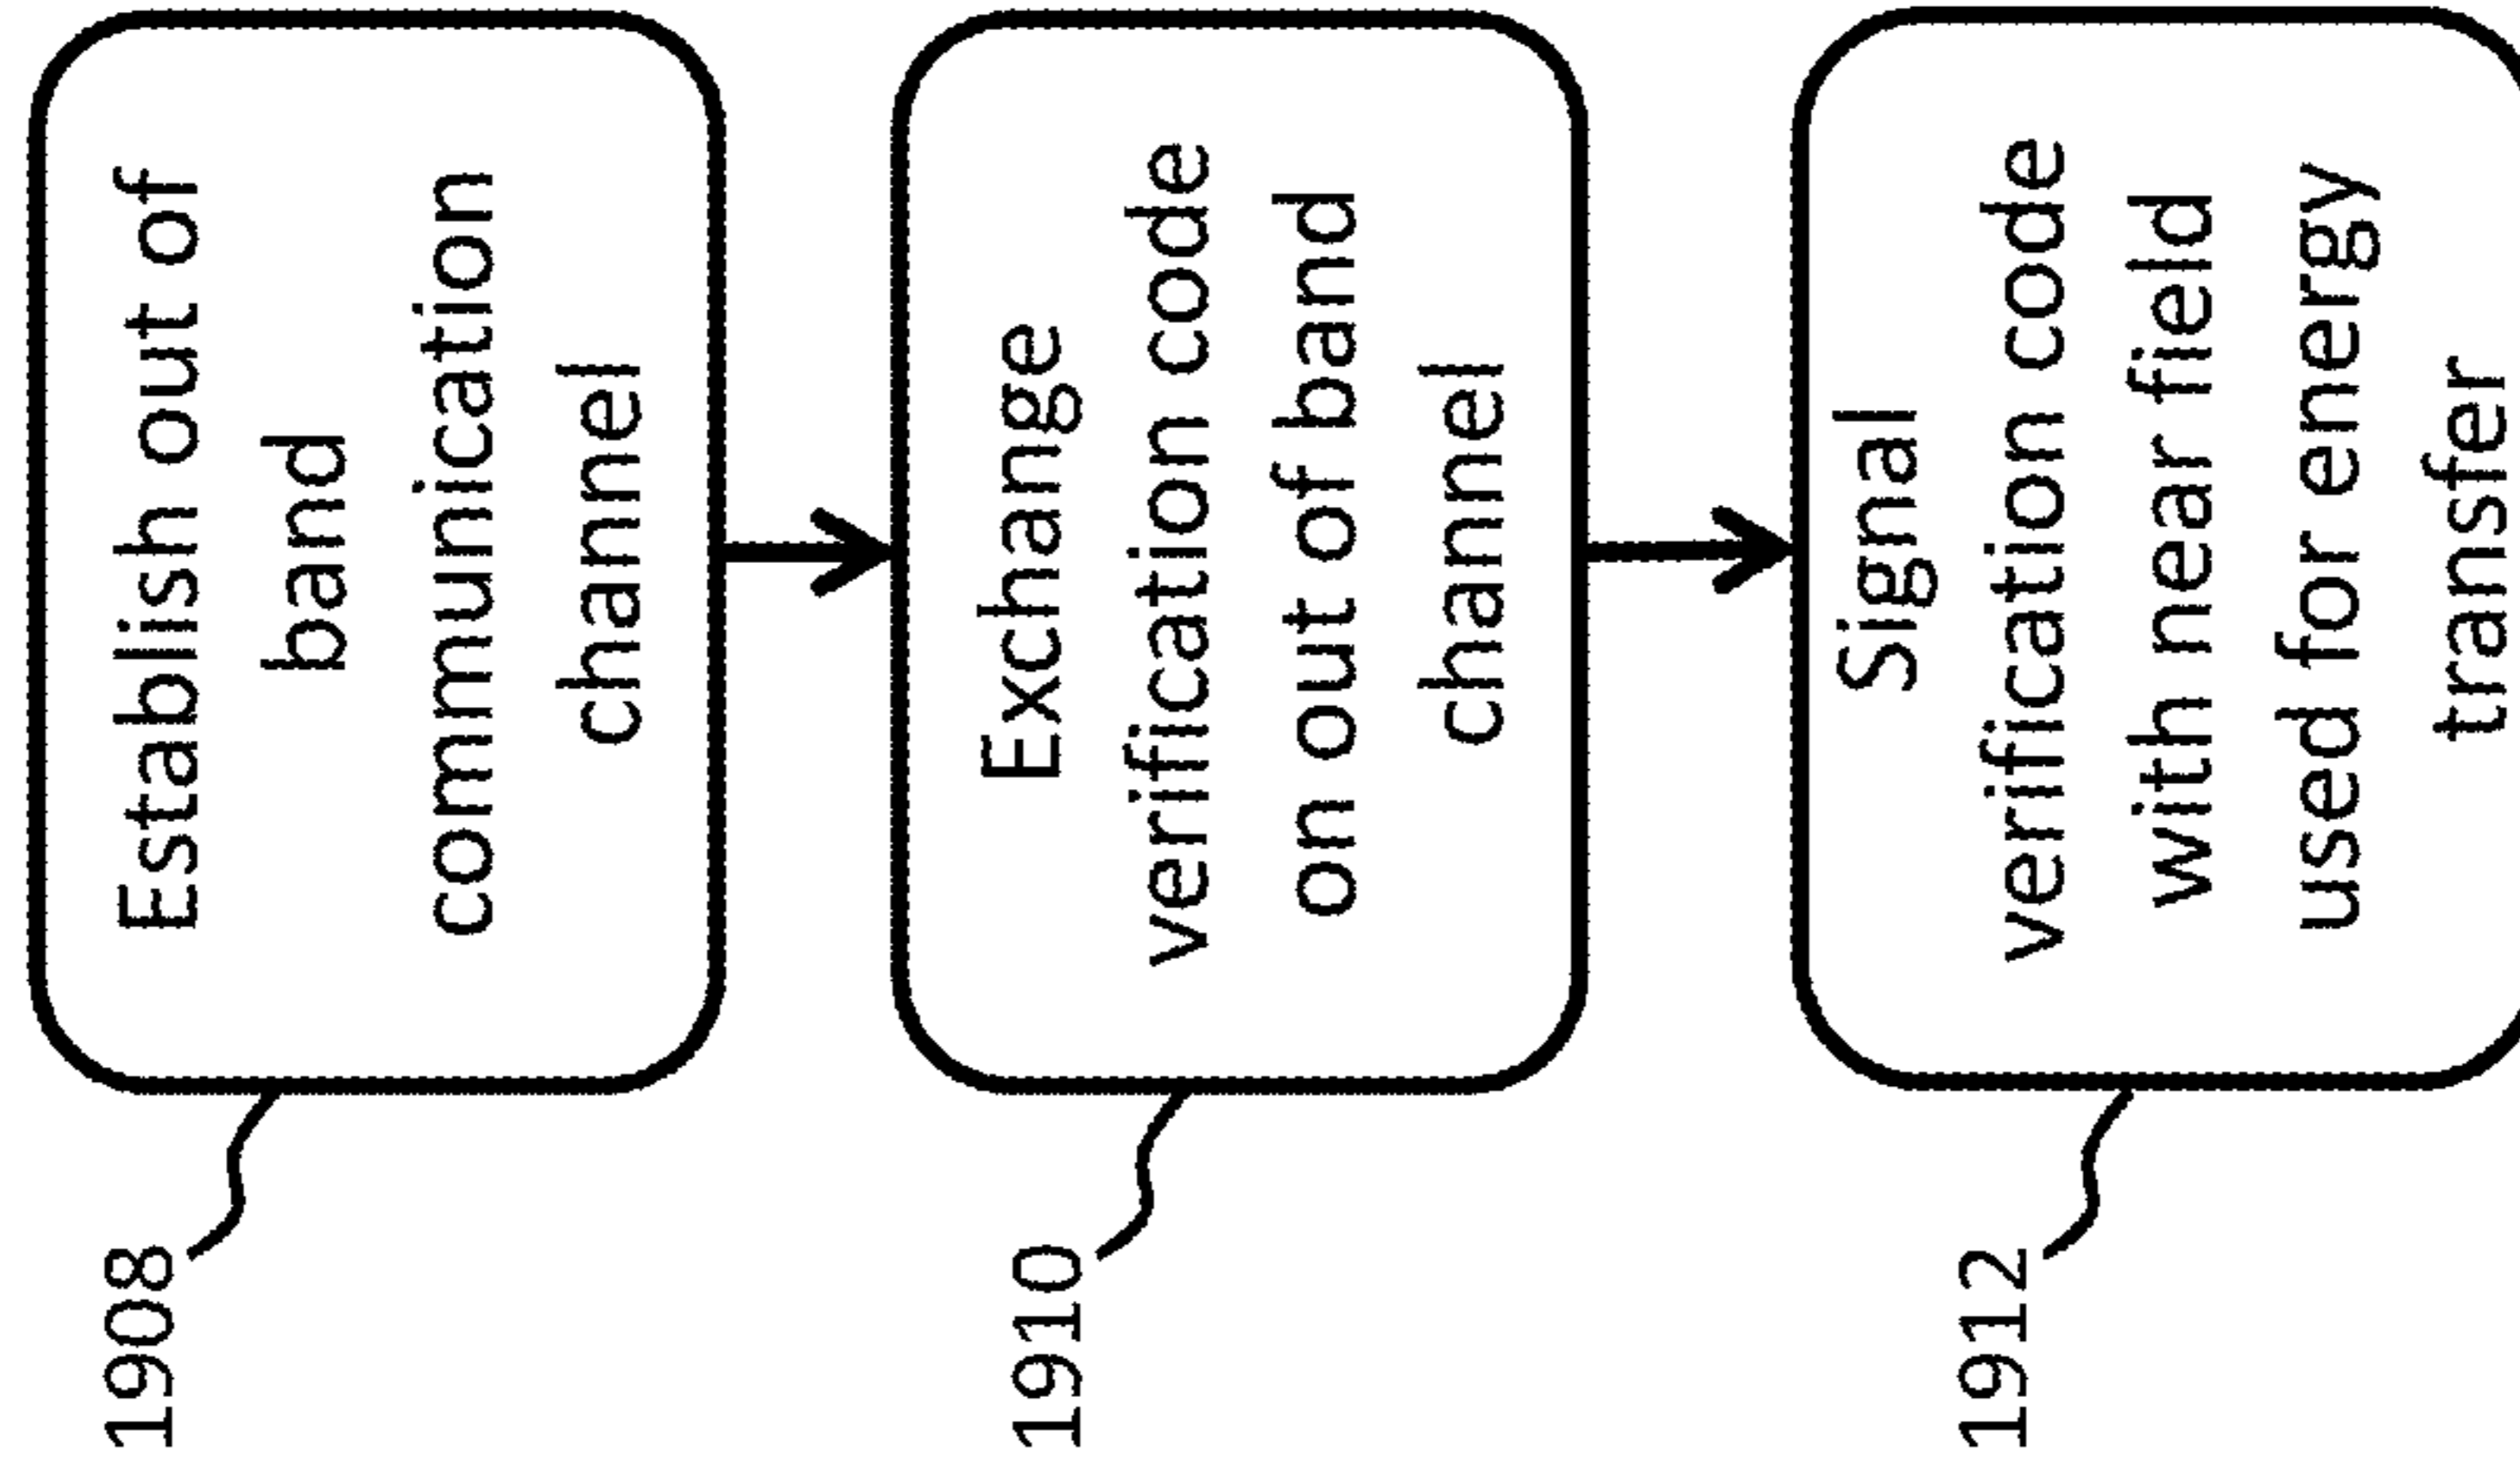 1908
Establish out of
band
communication
channel
1910
Exchange
verification code
on out of band
channel
1912
Signal
verification code
with near field
used for energy
transfer